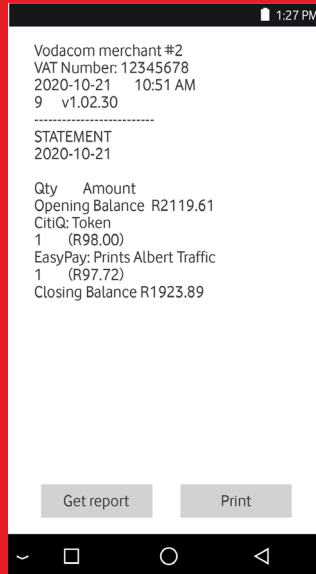 1:27 PM
Vodacom merchant #2
VAT Number: 12345678
2020-10-21 10:51 AM
9 v1.02.30
--------------------------
STATEMENT
2020-10-21
Qty Amount
Opening Balance R2119.61
CitiQ: Token
1 (R98.00)
EasyPay: Prints Albert Traffic
1 (R97.72)
Closing Balance R1923.89
Get report Print